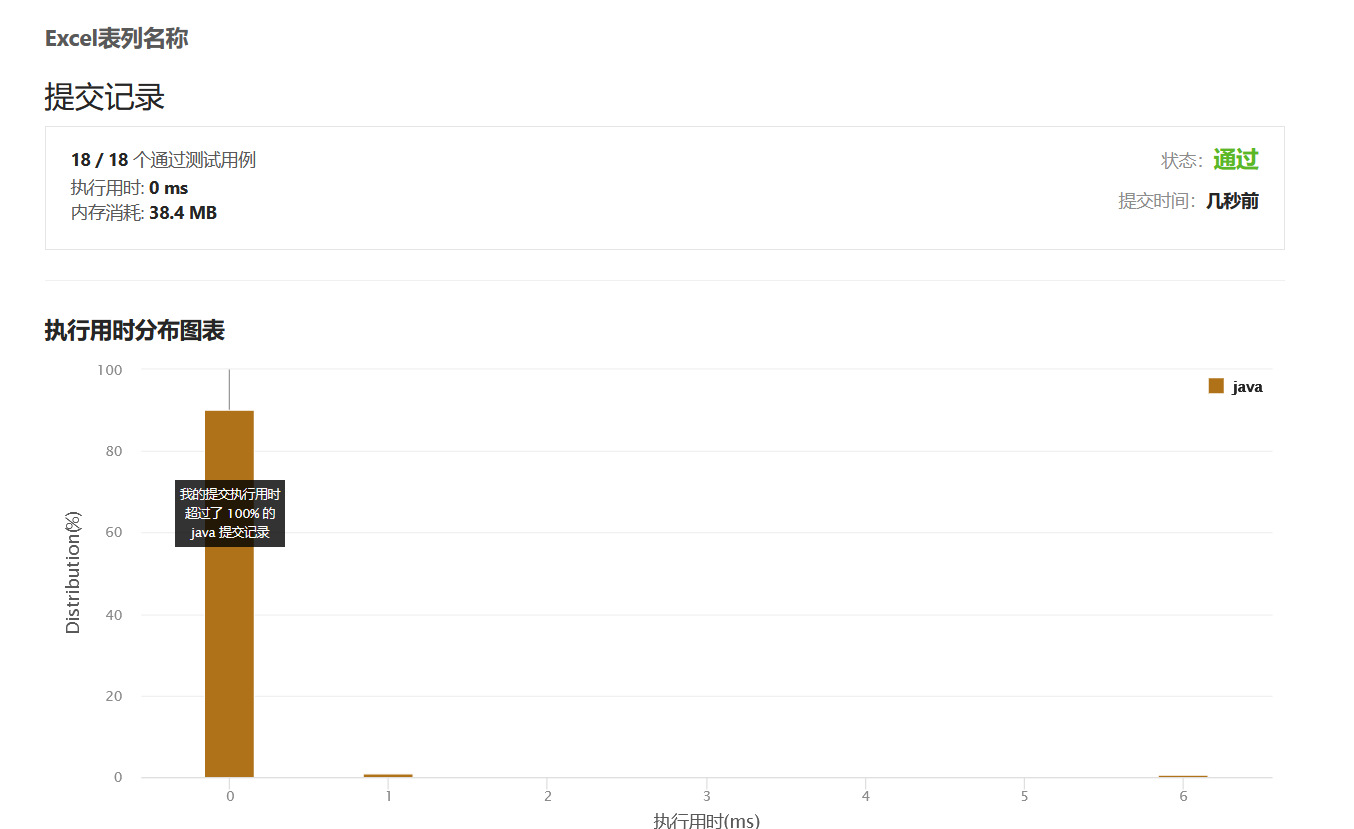 Excel表列名称
提交记录
18 / 18 个通过测试用例
状态：通过
执行用时: 0 ms
提交时间：几秒前
内存消耗: 38.4 MB
执行用时分布图表
100
java
80
我的提交执行用时
超过了 100% 的
java 提交记录
60
Distribution(%)
40
20
0
0 1 2 3 4 5 6
执行用时(ms)